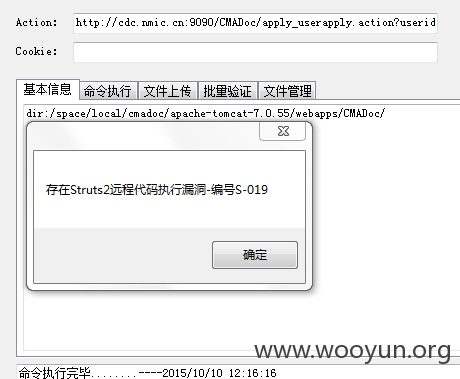 Action: http://cdc.nmic.cn:9090/CMADoc/apply_userapply.action?userid
Cookie:
基本信息 命令执行 文件上传 批量验证 文件管理
dir:/space/local/cmadoc/apache-tomcat-7.0.55/webapps/CMADoc/
存在Struts2远程代码执行漏洞-编号S-019
确定
www.wooyun.org
命令执行完毕........----2015/10/10 12:16:16